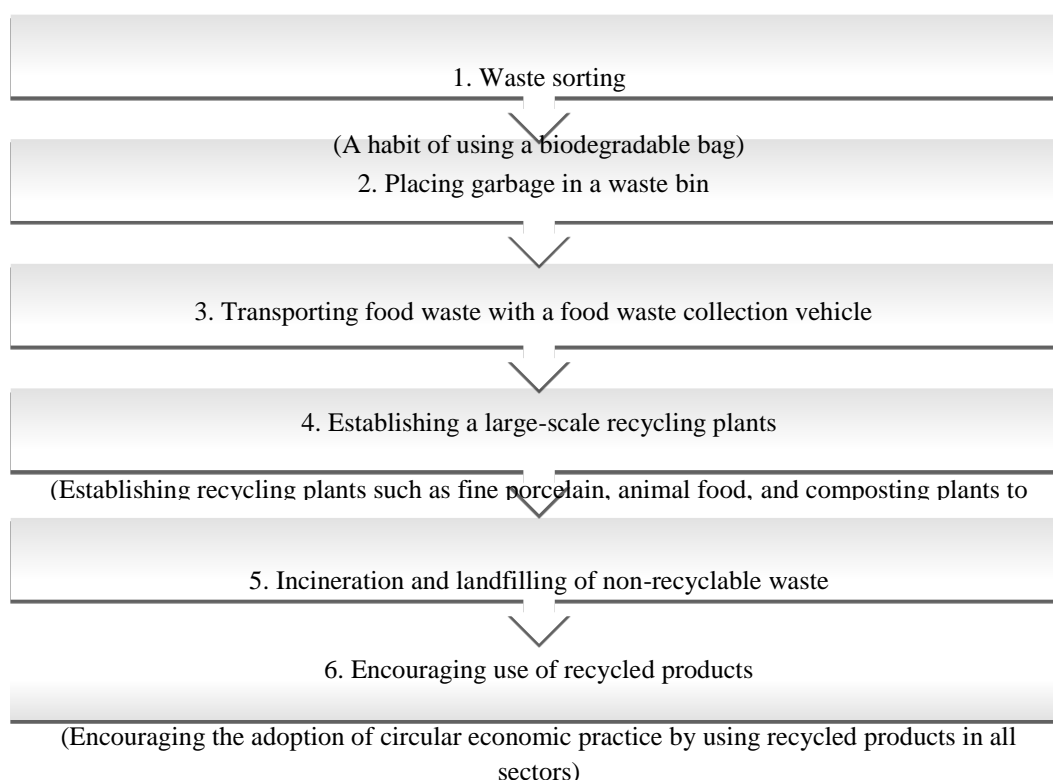 1. Waste sorting
(A habit of using a biodegradable bag)
2. Placing garbage in a waste bin
3. Transporting food waste with a food waste collection vehicle
4. Establishing a large-scale recycling plants
(Establishing recycling plants such as fine porcelain, animal food, and composting plants to
5. Incineration and landfilling of non-recyclable waste
6. Encouraging use of recycled products
(Encouraging the adoption of circular economic practice by using recycled products in all
sectors)